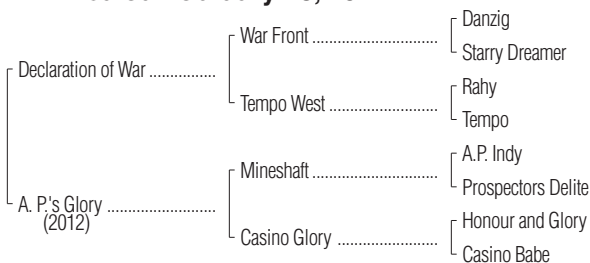 Danzig
War Front ....................................
Starry Dreamer
Declaration of War ................
Rahy
Tempo West ...............................
Tempo
A.P. Indy
Mineshaft .....................................
Prospectors Delite
A. P.'s Glory ...............................
(2012)
Honour and Glory
Casino Glory .............................
Casino Babe